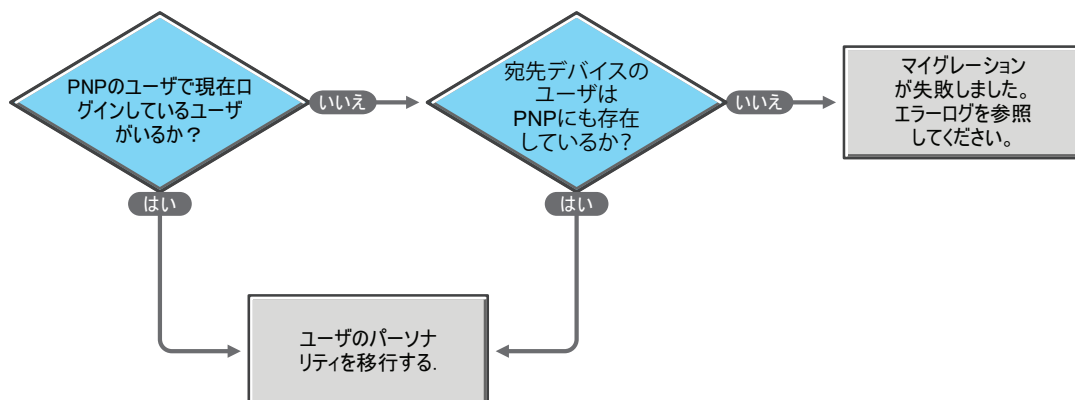 PNPのユーザで現在ロ
グインしているユーザ
がいるか？
いいえ
はい
宛先デバイスの
ユーザは
PNPにも存在
しているか？
いいえ
はい
マイグレーション
が失敗しました。
エラーログを参照
してください。
ユーザのパーソナ
リティを移行する.